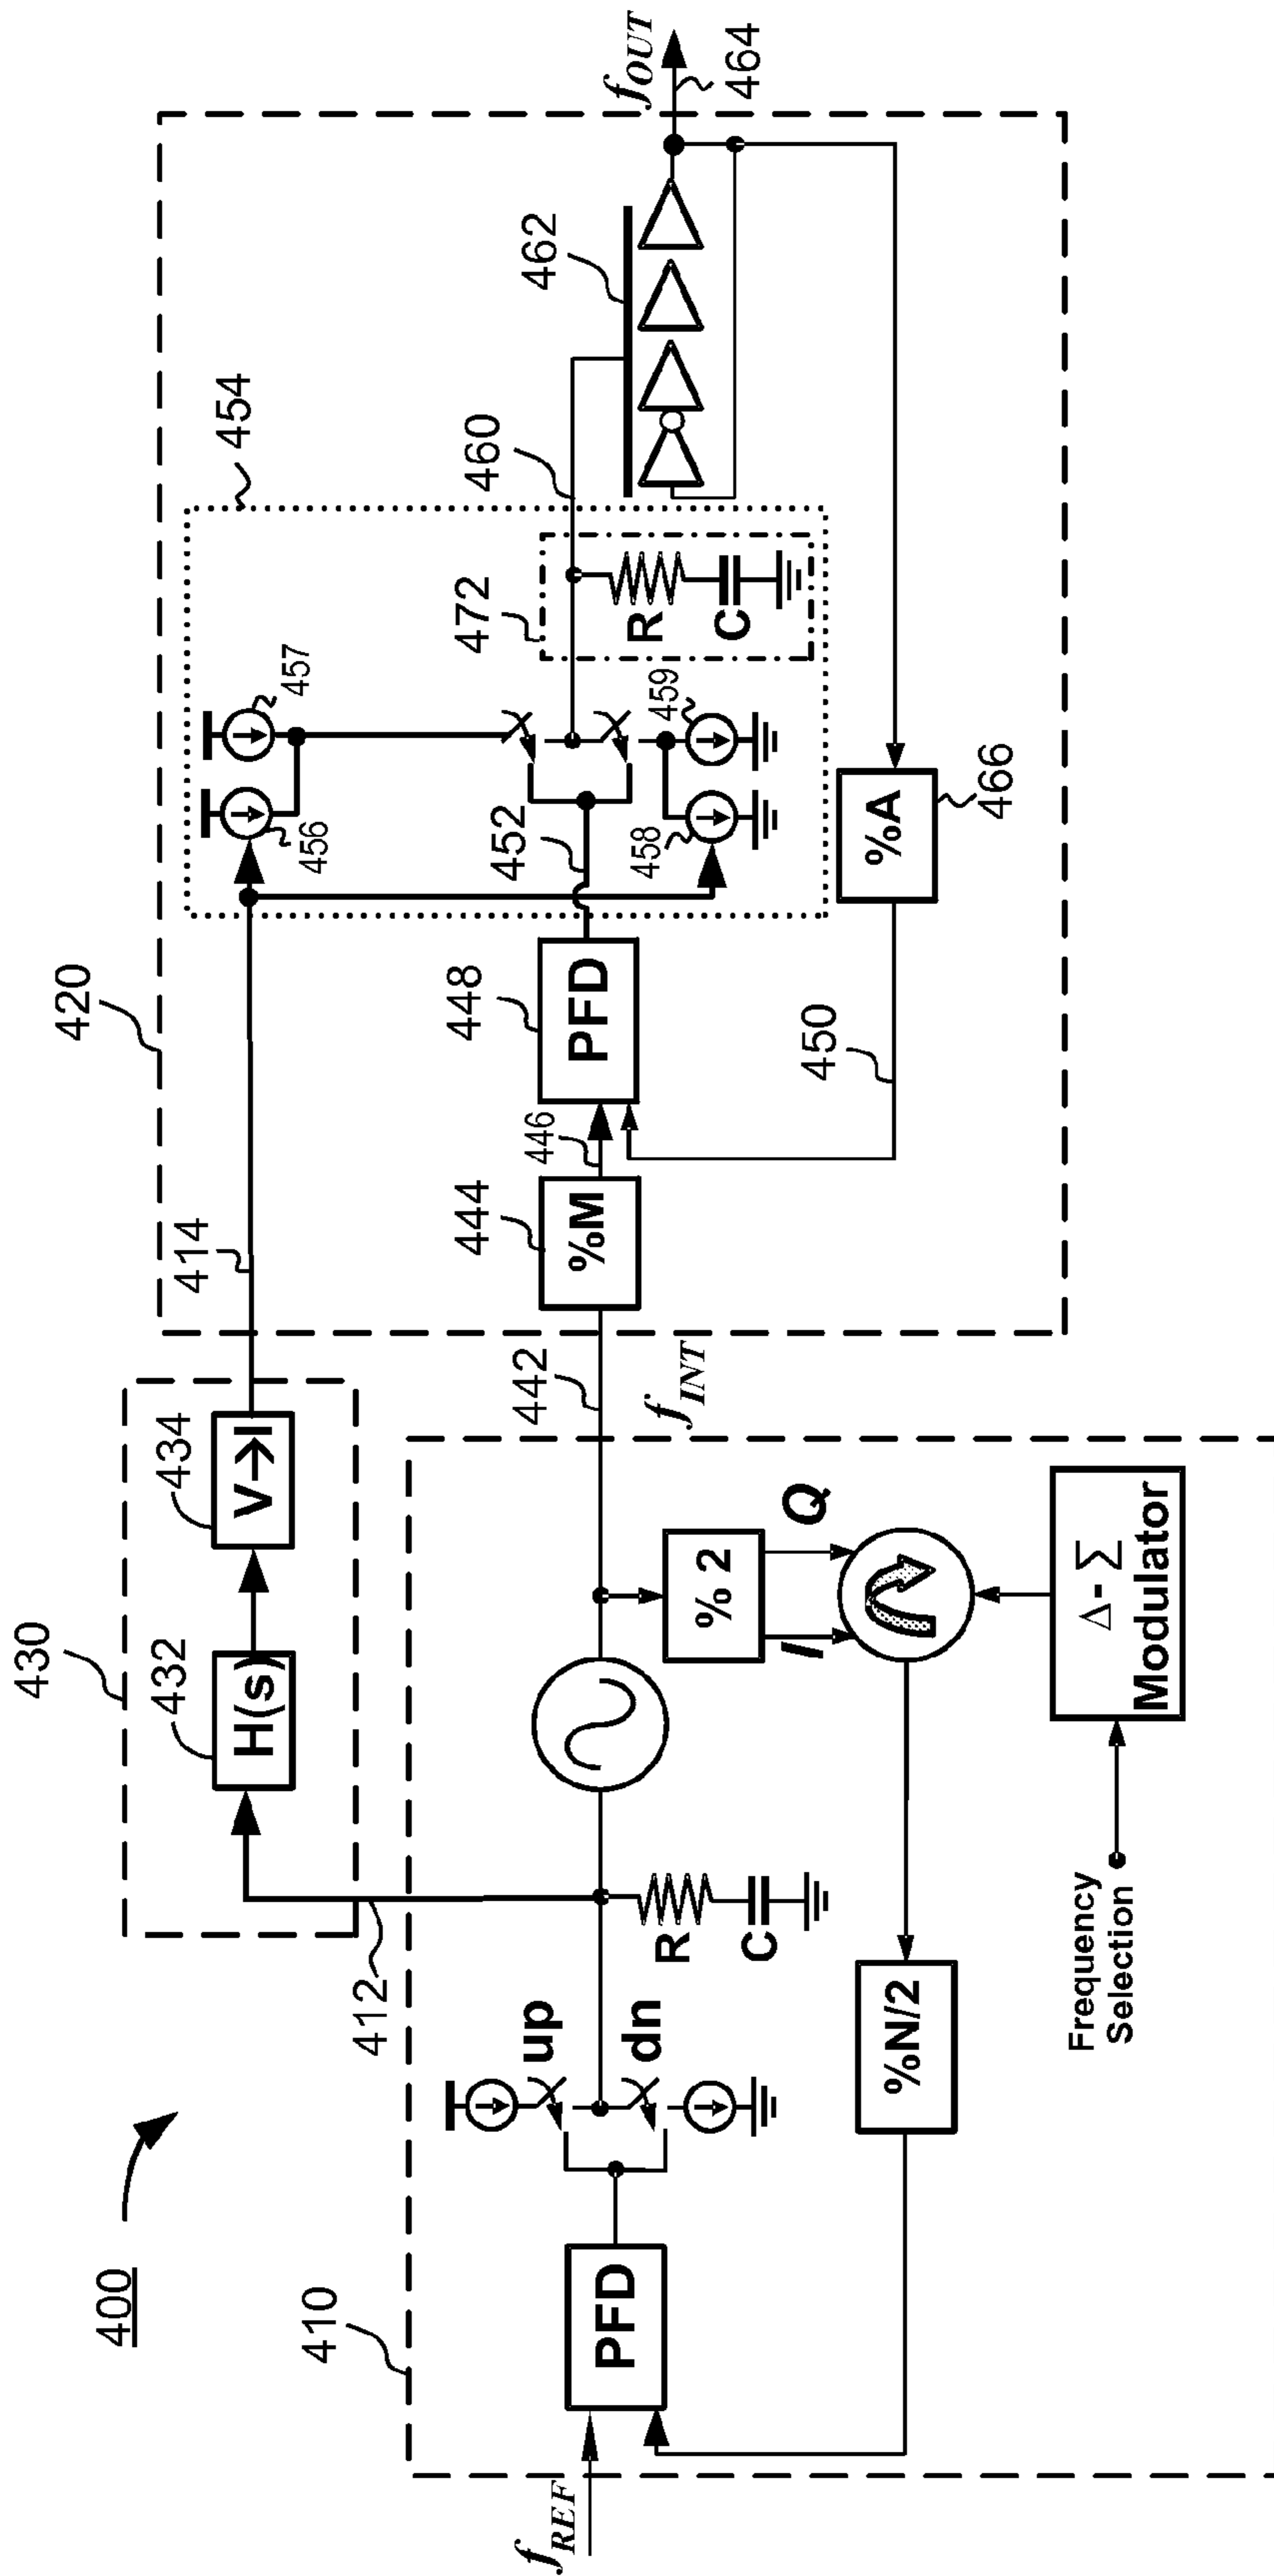 400
430
432
H(s)
434
V→I
412
414
420
454
456
457
410
f_REF
PFD
up
dn
R
C
442
f_INT
% 2
I
Q
%N/2
Frequency
Selection
Δ-Σ
Modulator
444
%M
446
448
PFD
452
458
459
472
R
C
460
462
f_OUT
464
450
%A
466